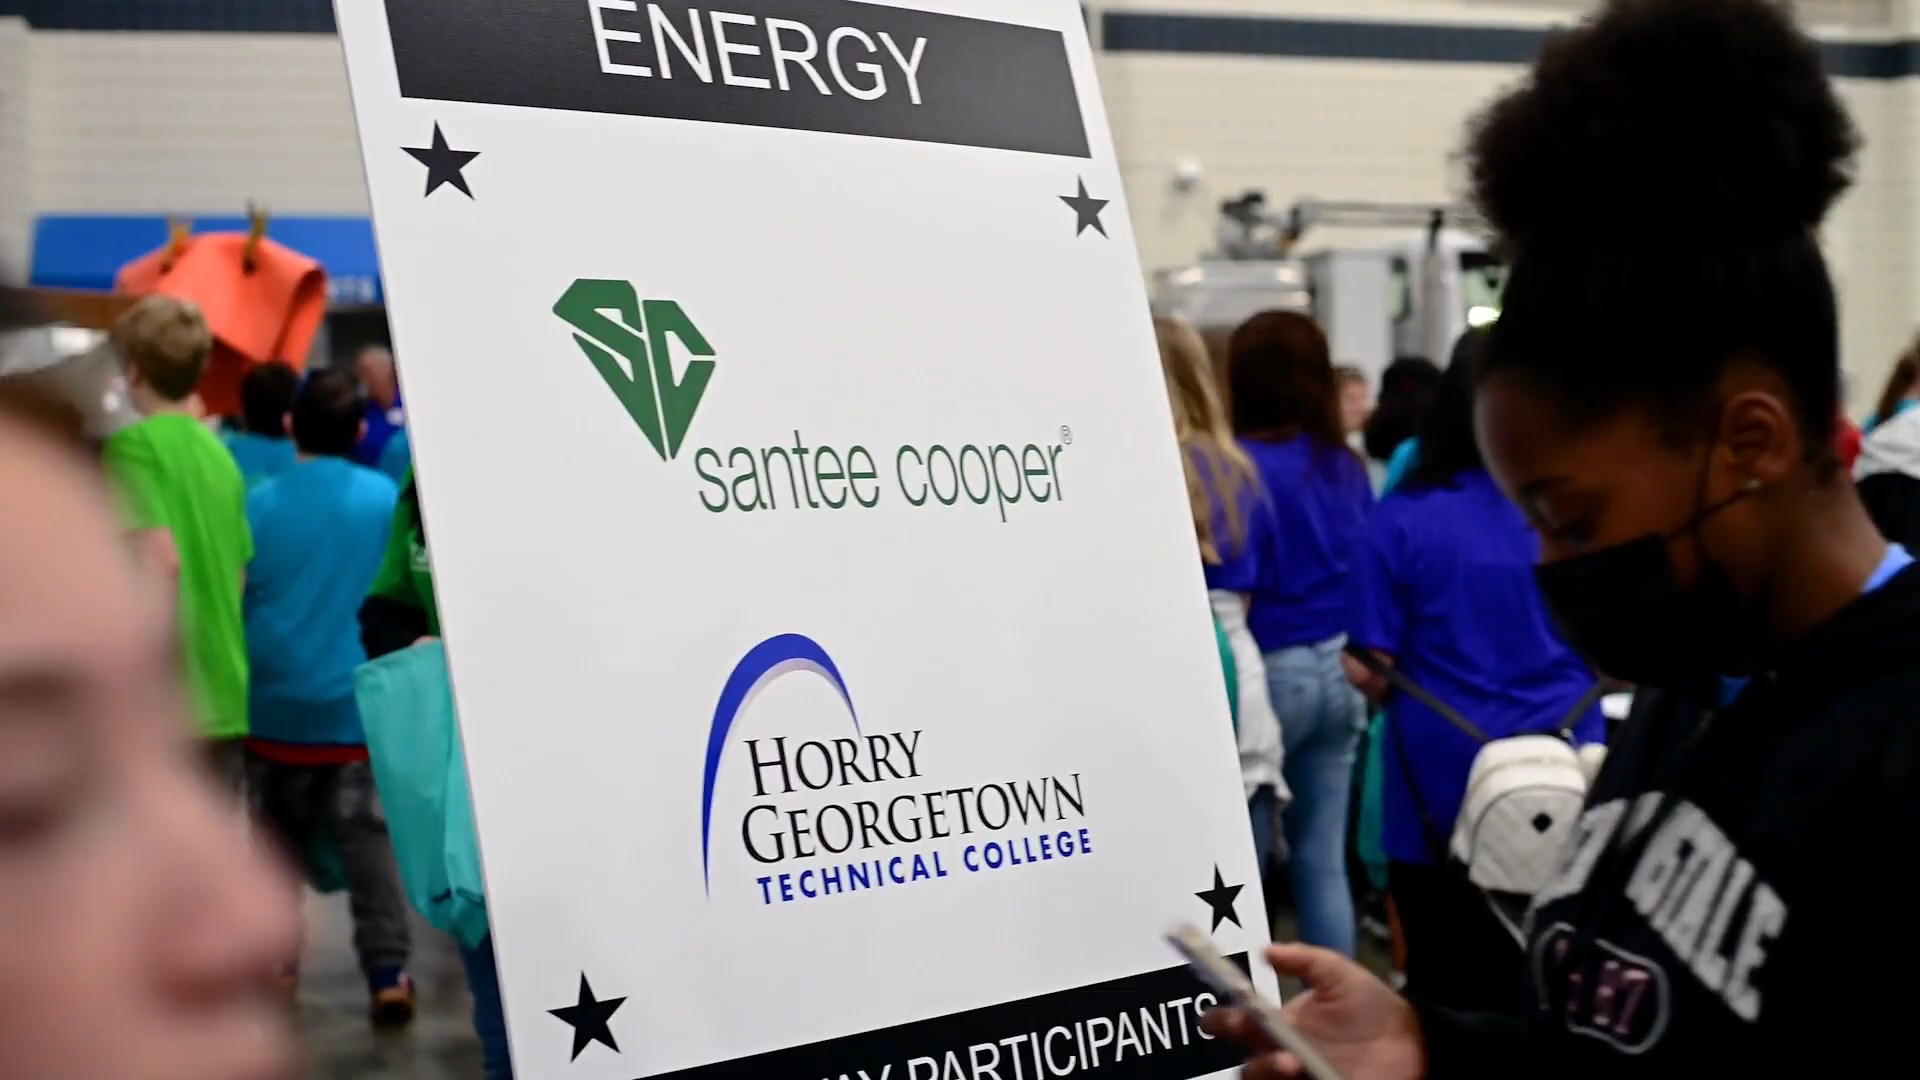 ENERGY
SC
santee cooper®
HORRY
GEORGETOWN
TECHNICAL COLLEGE
PARTICIPANTS